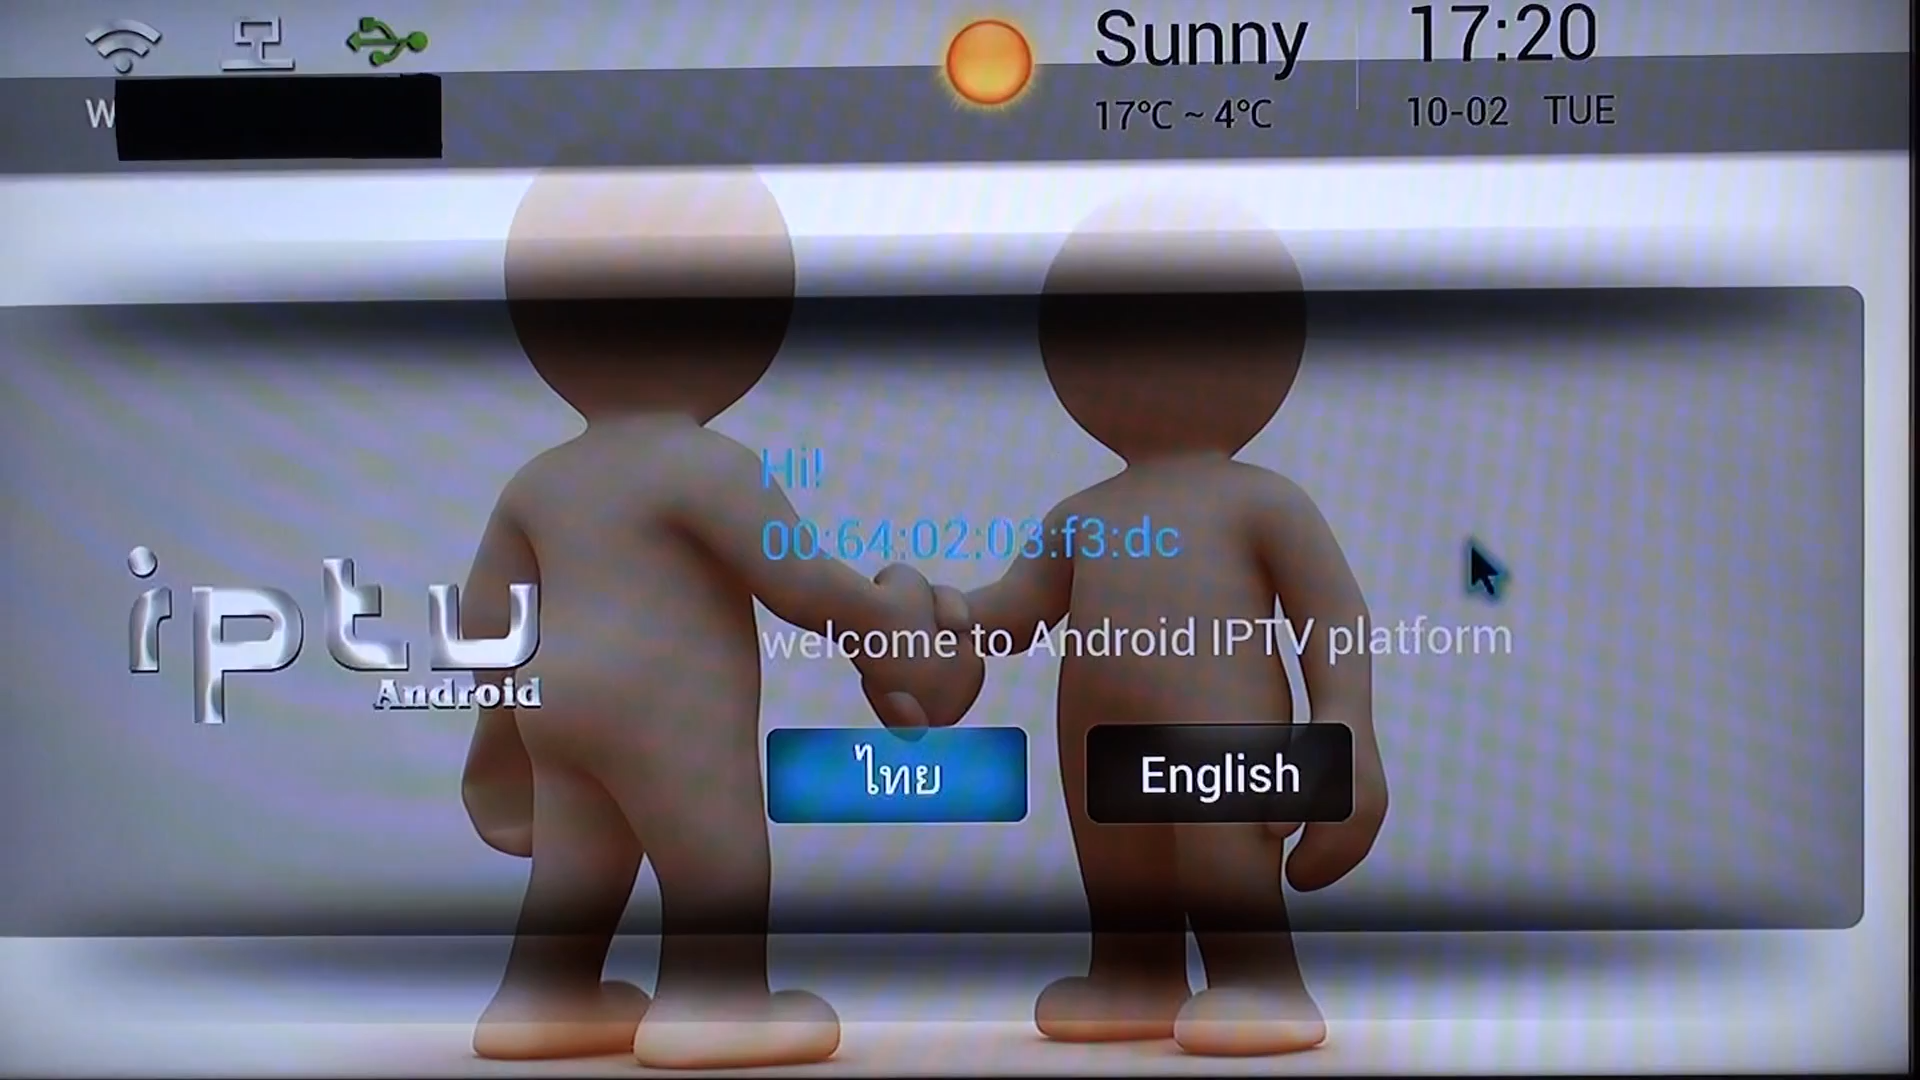 Sunny
17:20
W
17°C ~ 4°C
10-02 TUE
Hi!
00:64:02:03:f3:dc
iptv
Android
welcome to Android IPTV platform
ไทย
English